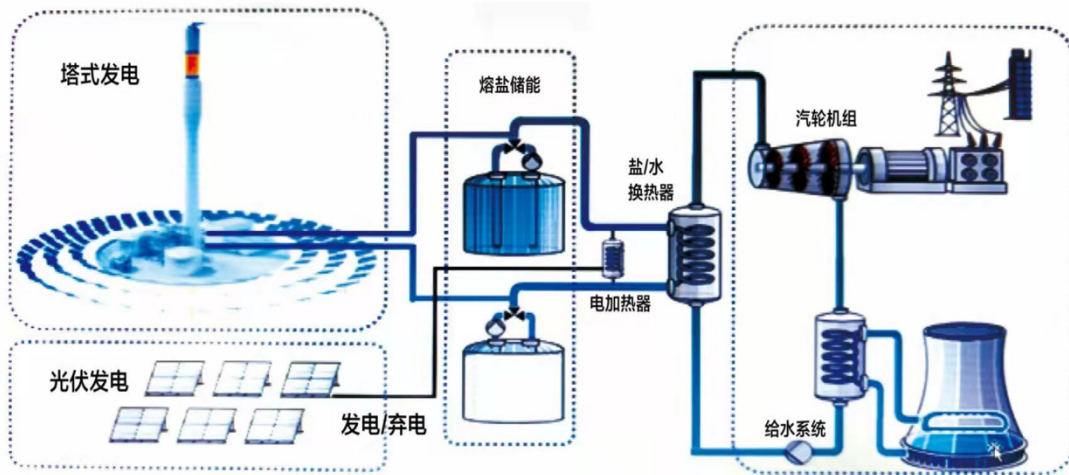 塔式发电
熔盐储能
汽轮机组
盐/水
换热器
电加热器
光伏发电
发电/弃电
给水系统